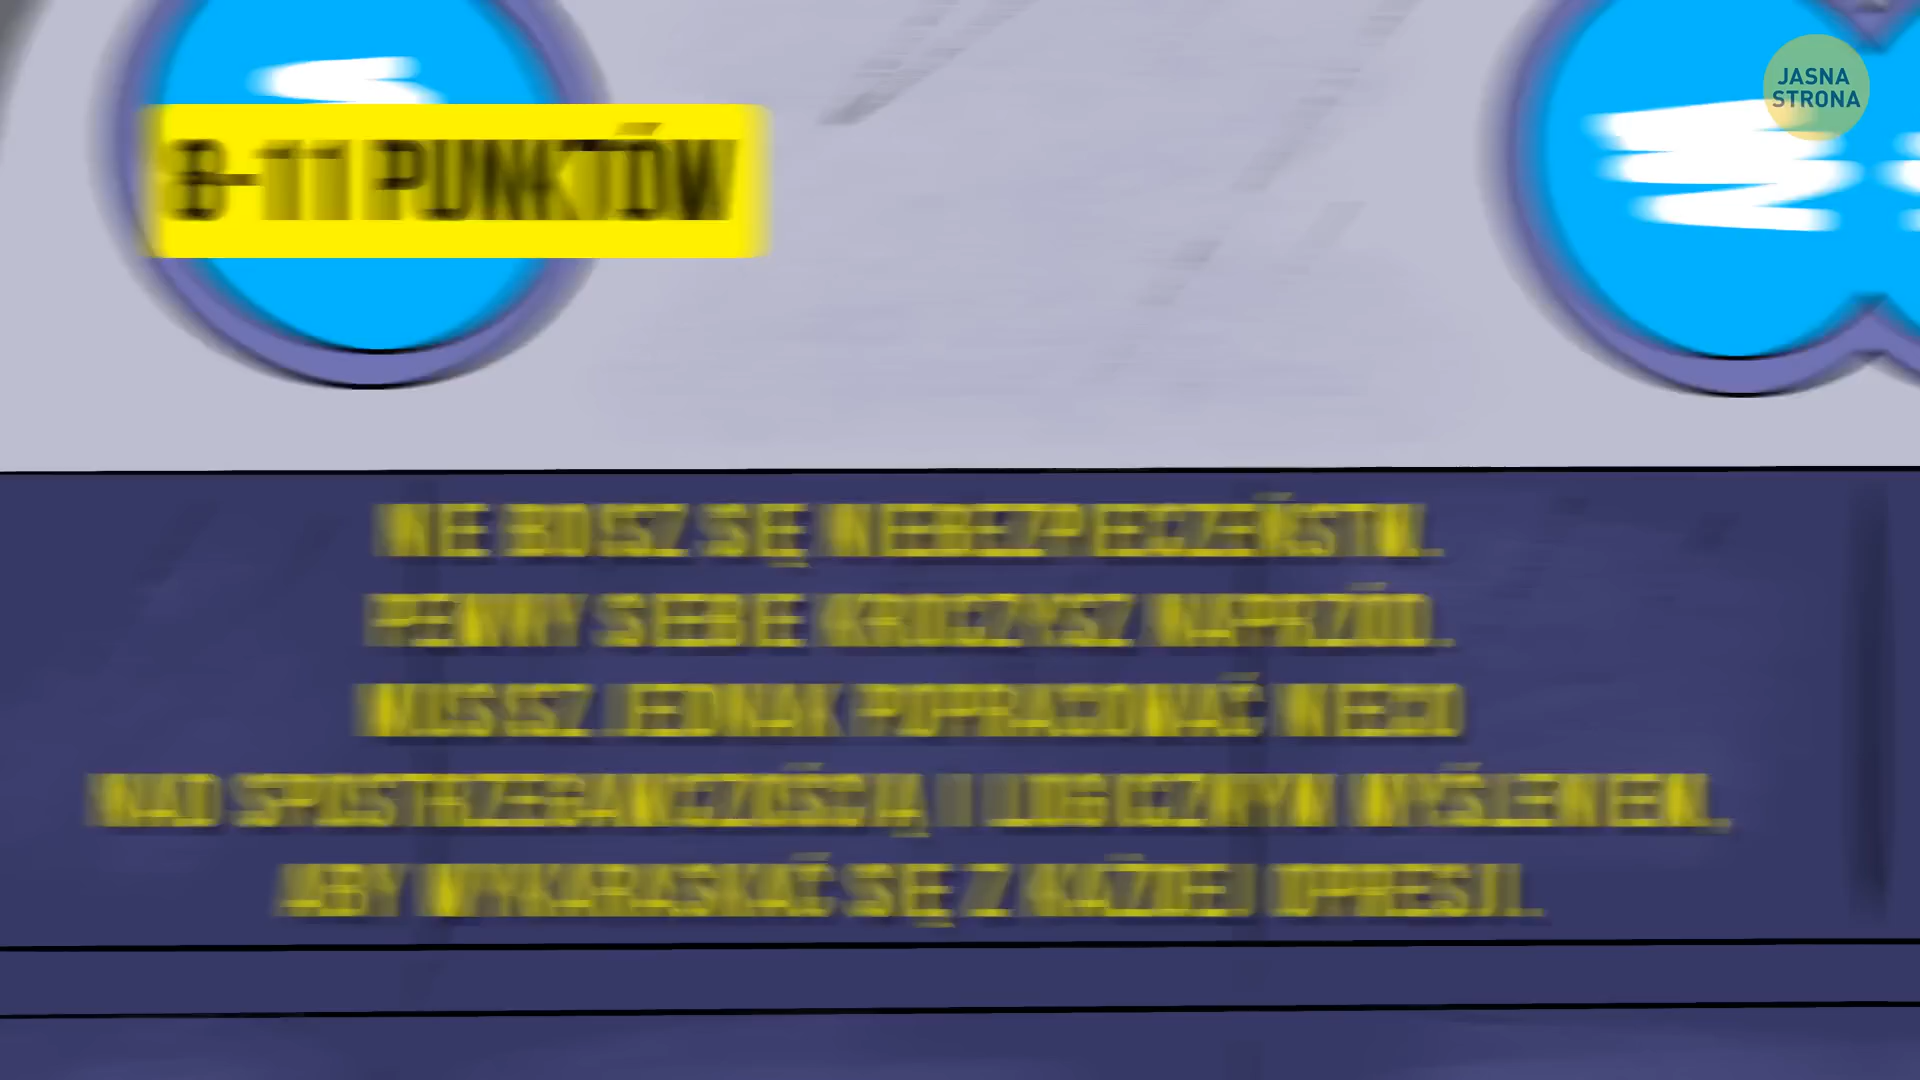 JASNA
STRONA
8-11 PUNKTÓW
NIE BOISZ SIĘ NIEBEZPIECZEŃSTW.
PEWNY SIEBIE KROCZYSZ NAPRZÓD.
MUSISZ JEDNAK POPRACOWAĆ NIECO
NAD SPOSTRZEGAWCZOŚCIĄ I LOGICZNYM MYŚLENIEM,
ABY WYKARASKAĆ SIĘ Z KAŻDEJ OPRESJI.